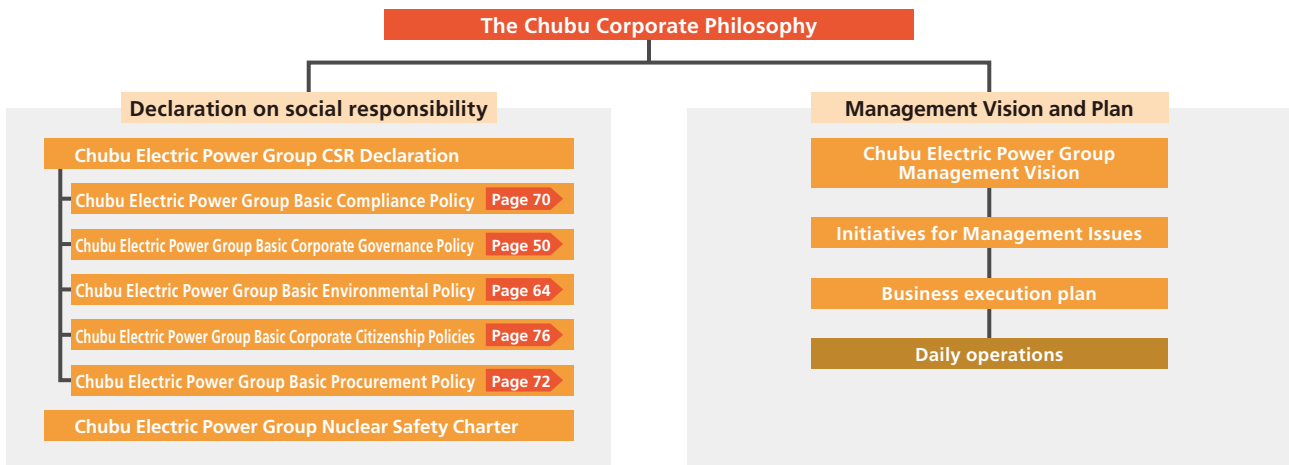 The Chubu Corporate Philosophy
Declaration on social responsibility
Chubu Electric Power Group CSR Declaration
Chubu Electric Power Group Basic Compliance Policy Page 70
Chubu Electric Power Group Basic Corporate Governance Policy Page 50
Chubu Electric Power Group Basic Environmental Policy Page 64
Chubu Electric Power Group Basic Corporate Citizenship Policies Page 76
Chubu Electric Power Group Basic Procurement Policy Page 72
Chubu Electric Power Group Nuclear Safety Charter
Management Vision and Plan
Chubu Electric Power Group
Management Vision
Initiatives for Management Issues
Business execution plan
Daily operations